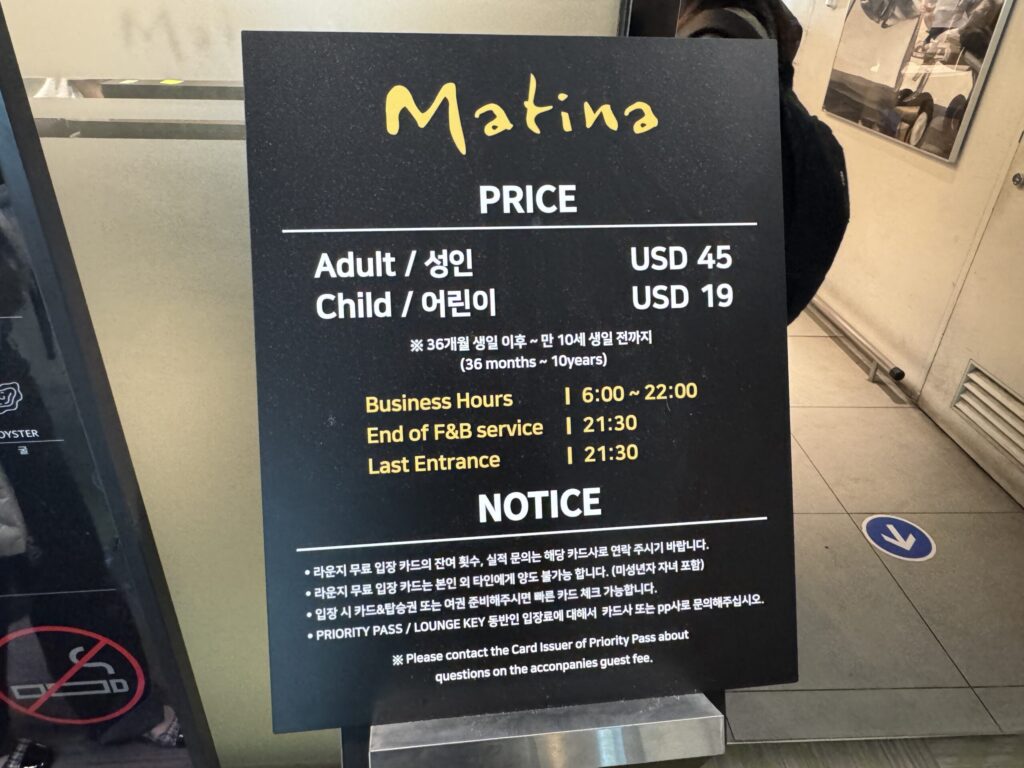 Matina
PRICE
Adult / 성인 USD 45
Child / 어린이 USD 19
※ 36개월 생일 이후 ~ 만 10세 생일 전까지
(36 months ~ 10years)
Business Hours | 6:00 ~ 22:00
End of F&B service | 21:30
Last Entrance | 21:30
NOTICE
• 라운지 무료 입장 카드의 잔여 횟수, 실적 문의는 해당 카드사로 연락 주시기 바랍니다.
• 라운지 무료 입장 카드는 본인 외 타인에게 양도 불가능 합니다. (미성년자 자녀 포함)
• 입장 시 카드&탑승권 또는 여권 준비해주시면 빠른 카드 체크 가능합니다.
• PRIORITY PASS / LOUNGE KEY 동반인 입장료에 대해서 카드사 또는 pp사로 문의해주십시오.
※ Please contact the Card Issuer of Priority Pass about
questions on the acconpanies guest fee.
OYSTER
굴